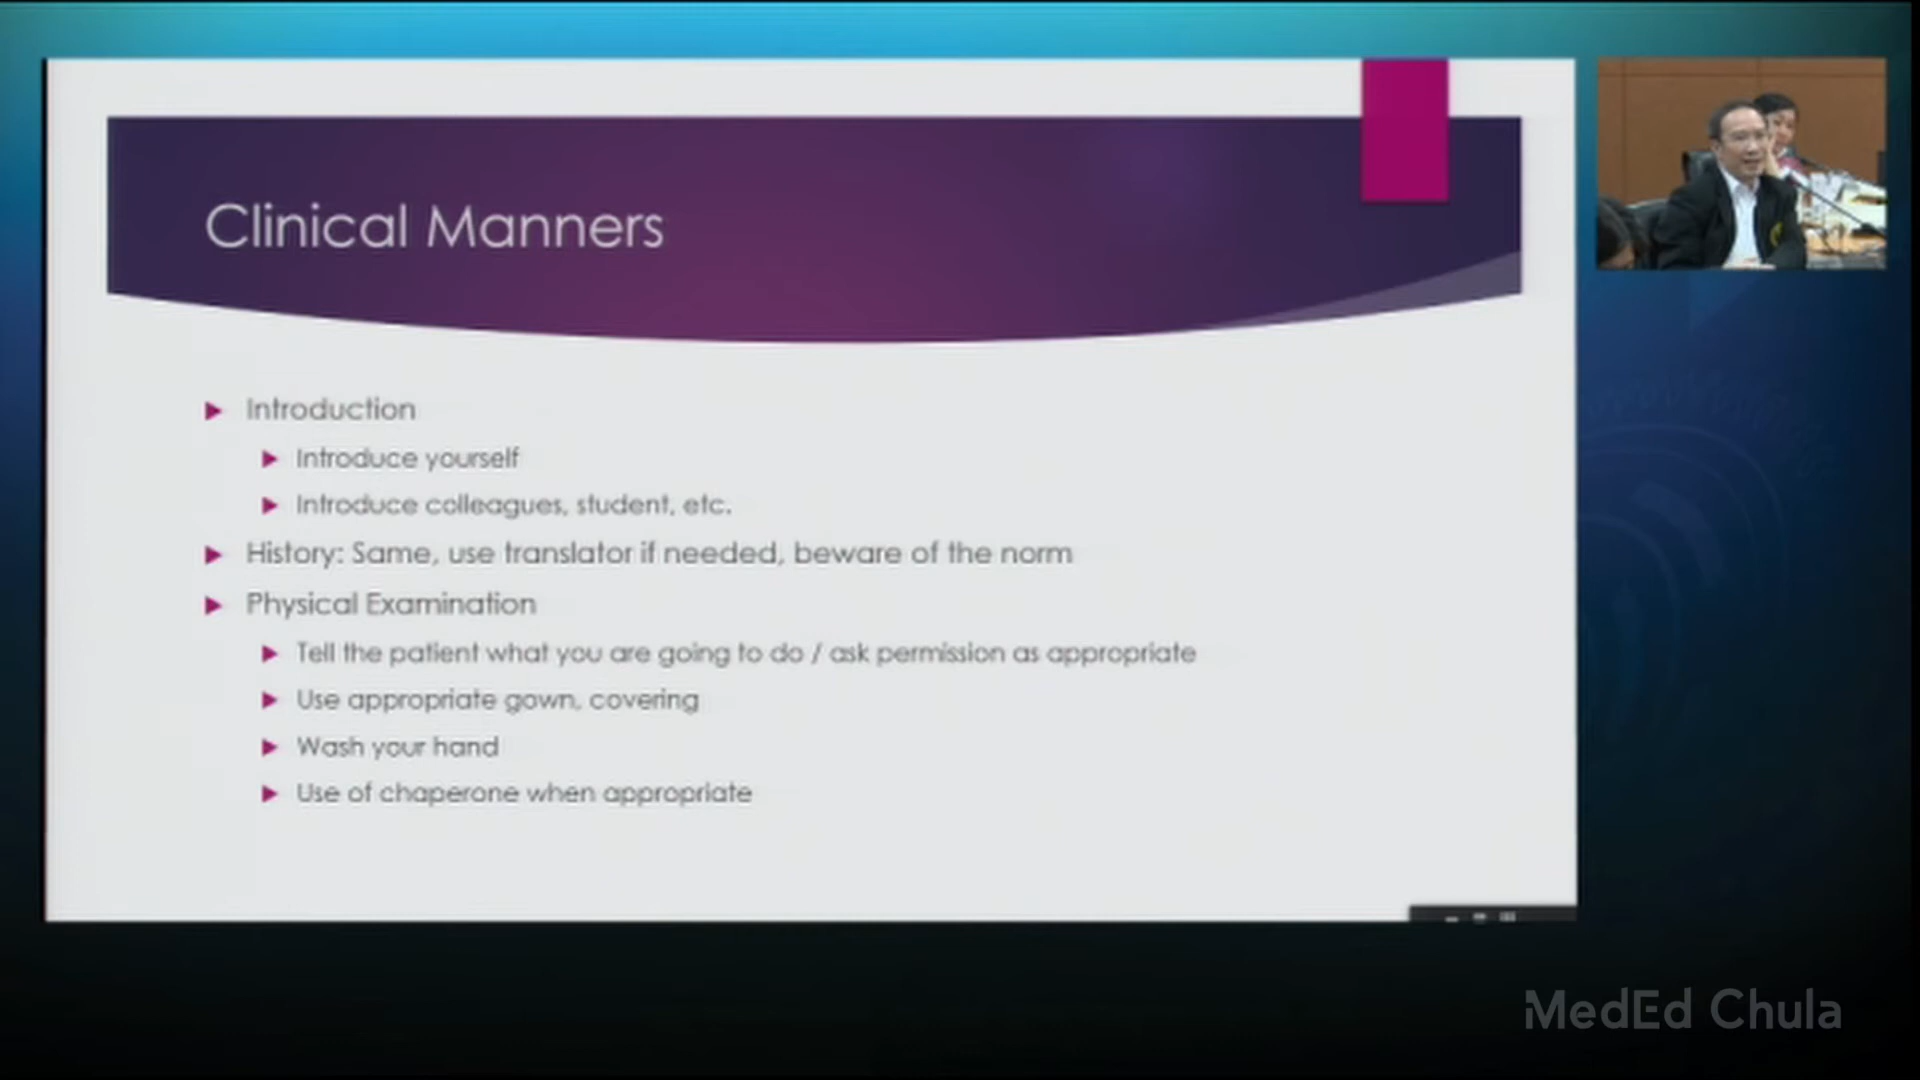 Clinical Manners
Introduction
Introduce yourself
Introduce colleagues, student, etc.
History: Same, use translator if needed, beware of the norm
Physical Examination
Tell the patient what you are going to do / ask permission as appropriate
Use appropriate gown, covering
Wash your hand
Use of chaperone when appropriate
MedEd Chula